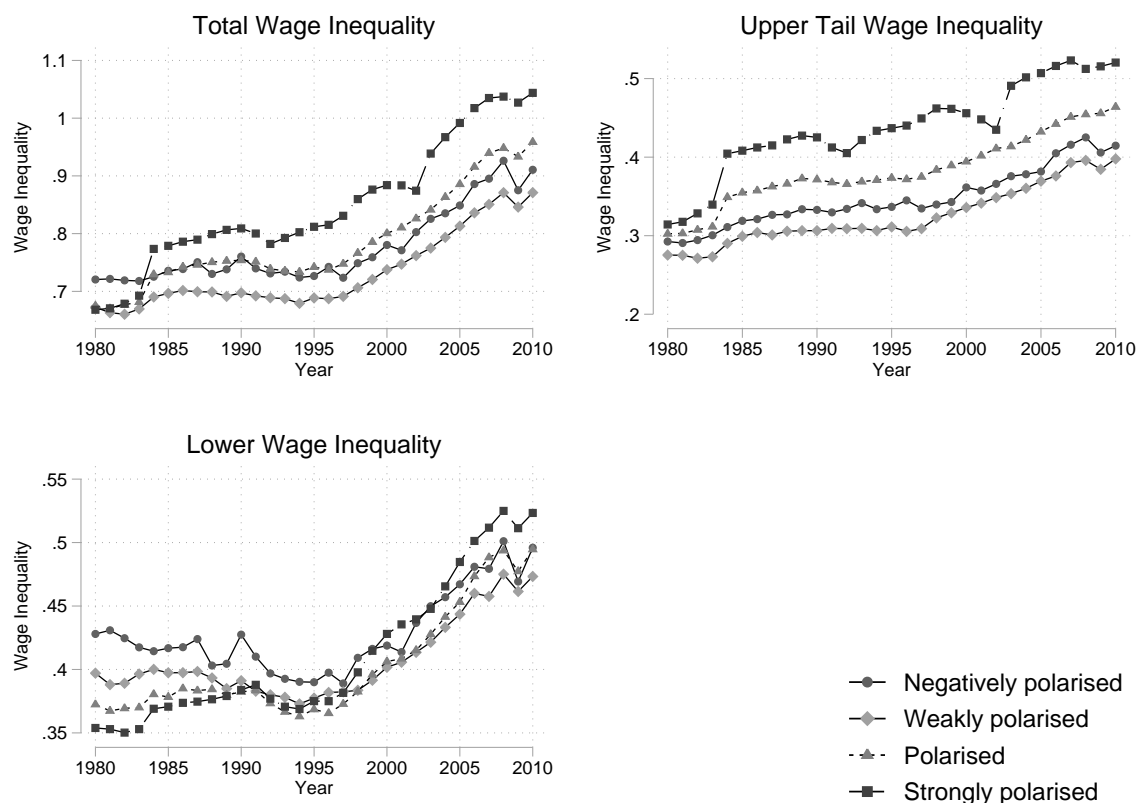 Total Wage Inequality
Wage Inequality
1.1
1
.9
.8
.7
1980 1985 1990 1995 2000 2005 2010
Year
Upper Tail Wage Inequality
Wage Inequality
.5
.4
.3
.2
1980 1985 1990 1995 2000 2005 2010
Year
Lower Wage Inequality
Wage Inequality
.55
.5
.45
.4
.35
1980 1985 1990 1995 2000 2005 2010
Year
Negatively polarised
Weakly polarised
Polarised
Strongly polarised